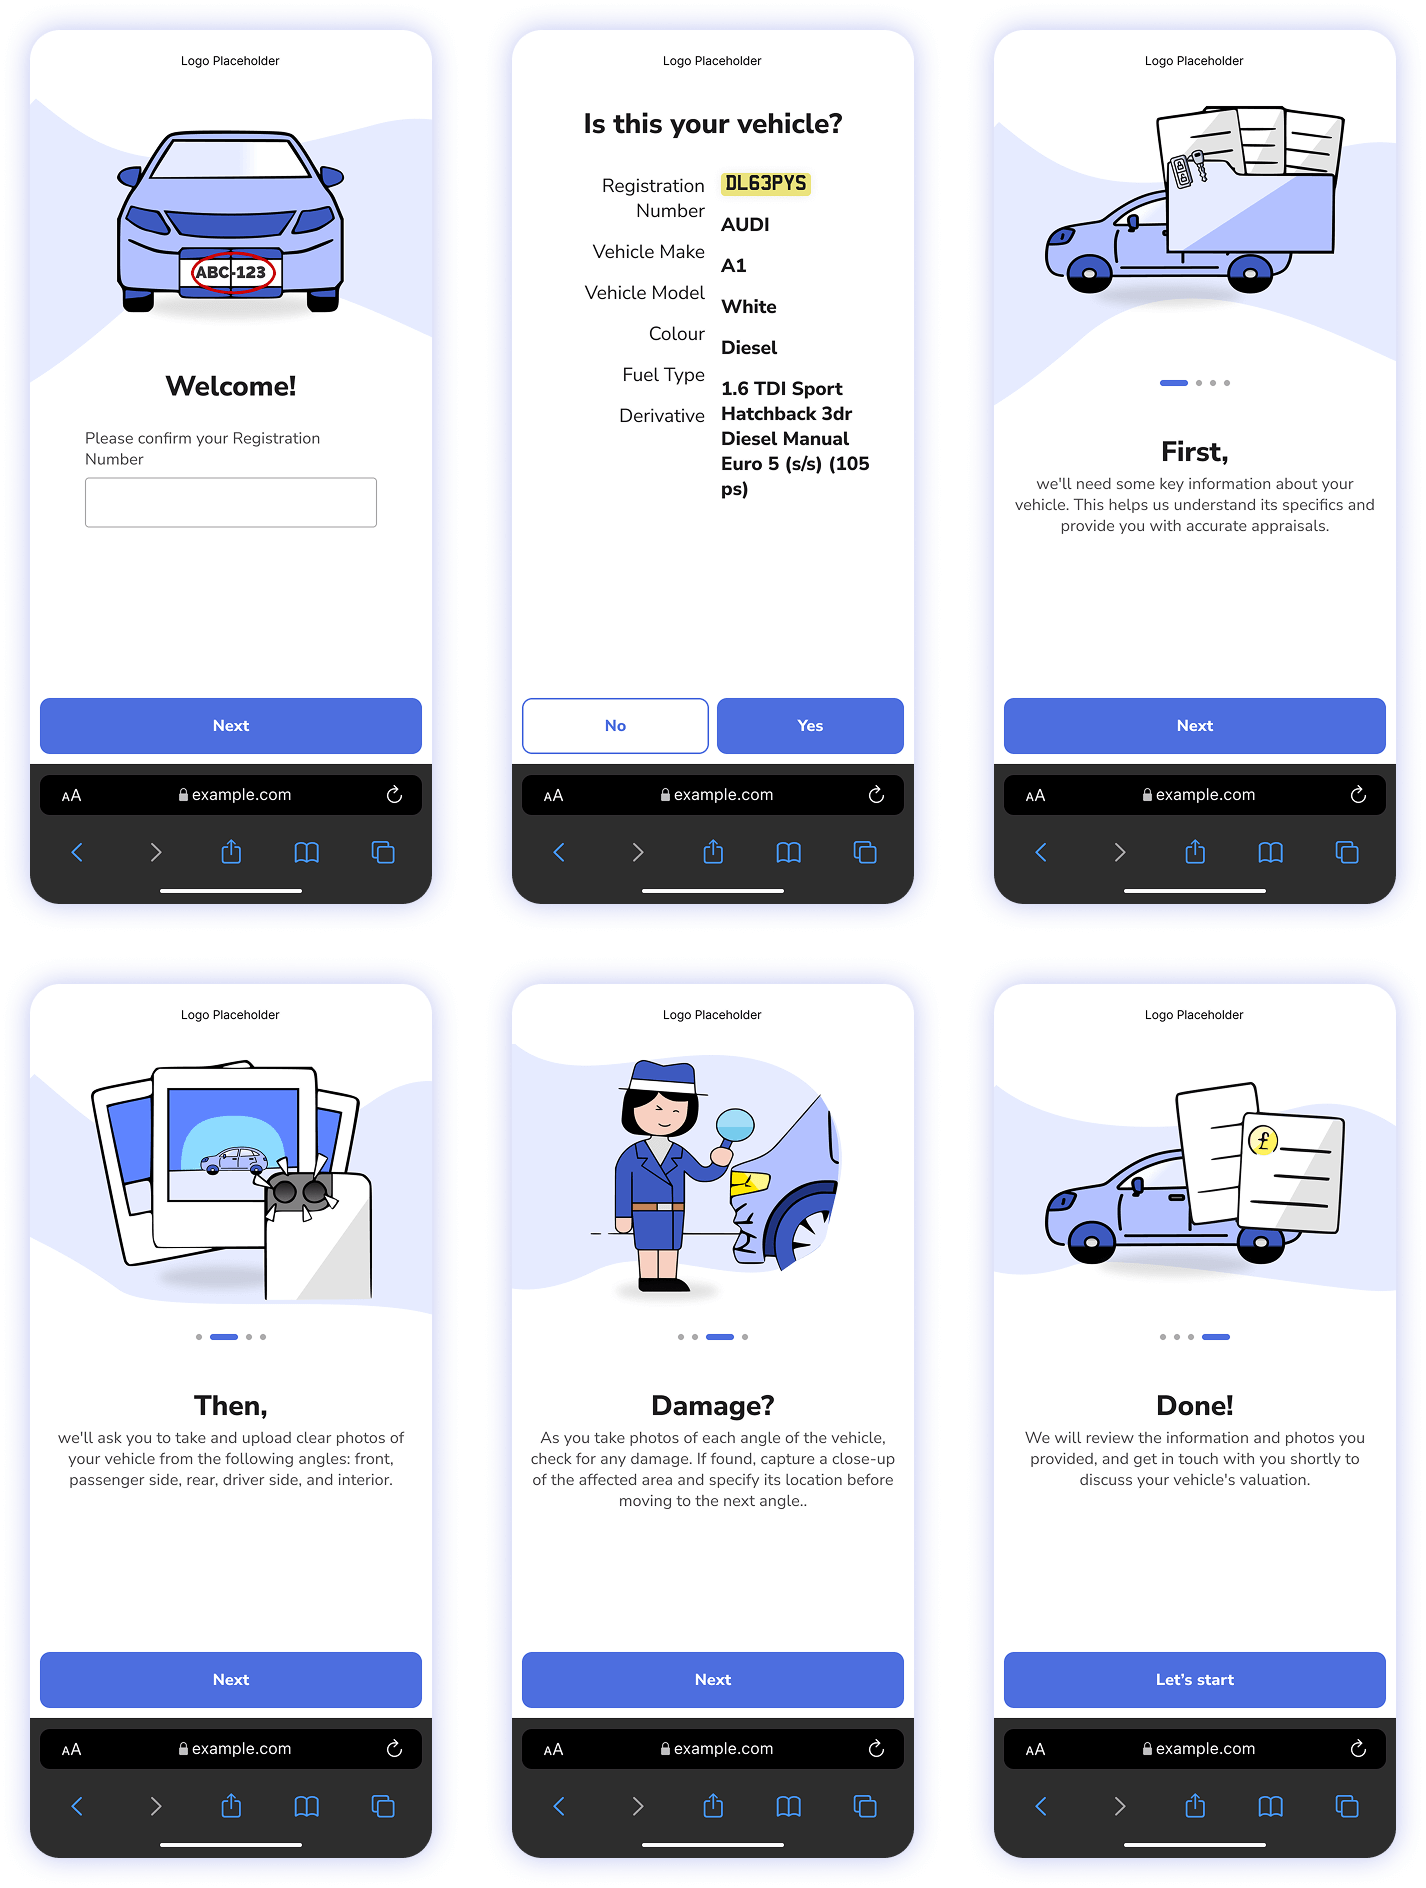 Logo Placeholder
ABC-123
Welcome!
Please confirm your Registration
Number
Next
AA
example.com
Logo Placeholder
Is this your vehicle?
Registration
Number
DL63PYS
Vehicle Make
AUDI
Vehicle Model
A1
Colour
White
Fuel Type
Diesel
Derivative
1.6 TDI Sport
Hatchback 3dr
Diesel Manual
Euro 5 (s/s) (105
ps)
No
Yes
AA
example.com
Logo Placeholder
First,
we'll need some key information about your
vehicle. This helps us understand its specifics and
provide you with accurate appraisals.
Next
AA
example.com
Logo Placeholder
Then,
we'll ask you to take and upload clear photos of
your vehicle from the following angles: front,
passenger side, rear, driver side, and interior.
Next
AA
example.com
Logo Placeholder
Damage?
As you take photos of each angle of the vehicle,
check for any damage. If found, capture a close-up
of the affected area and specify its location before
moving to the next angle..
Next
AA
example.com
Logo Placeholder
£
Done!
We will review the information and photos you
provided, and get in touch with you shortly to
discuss your vehicle's valuation.
Let's start
AA
example.com